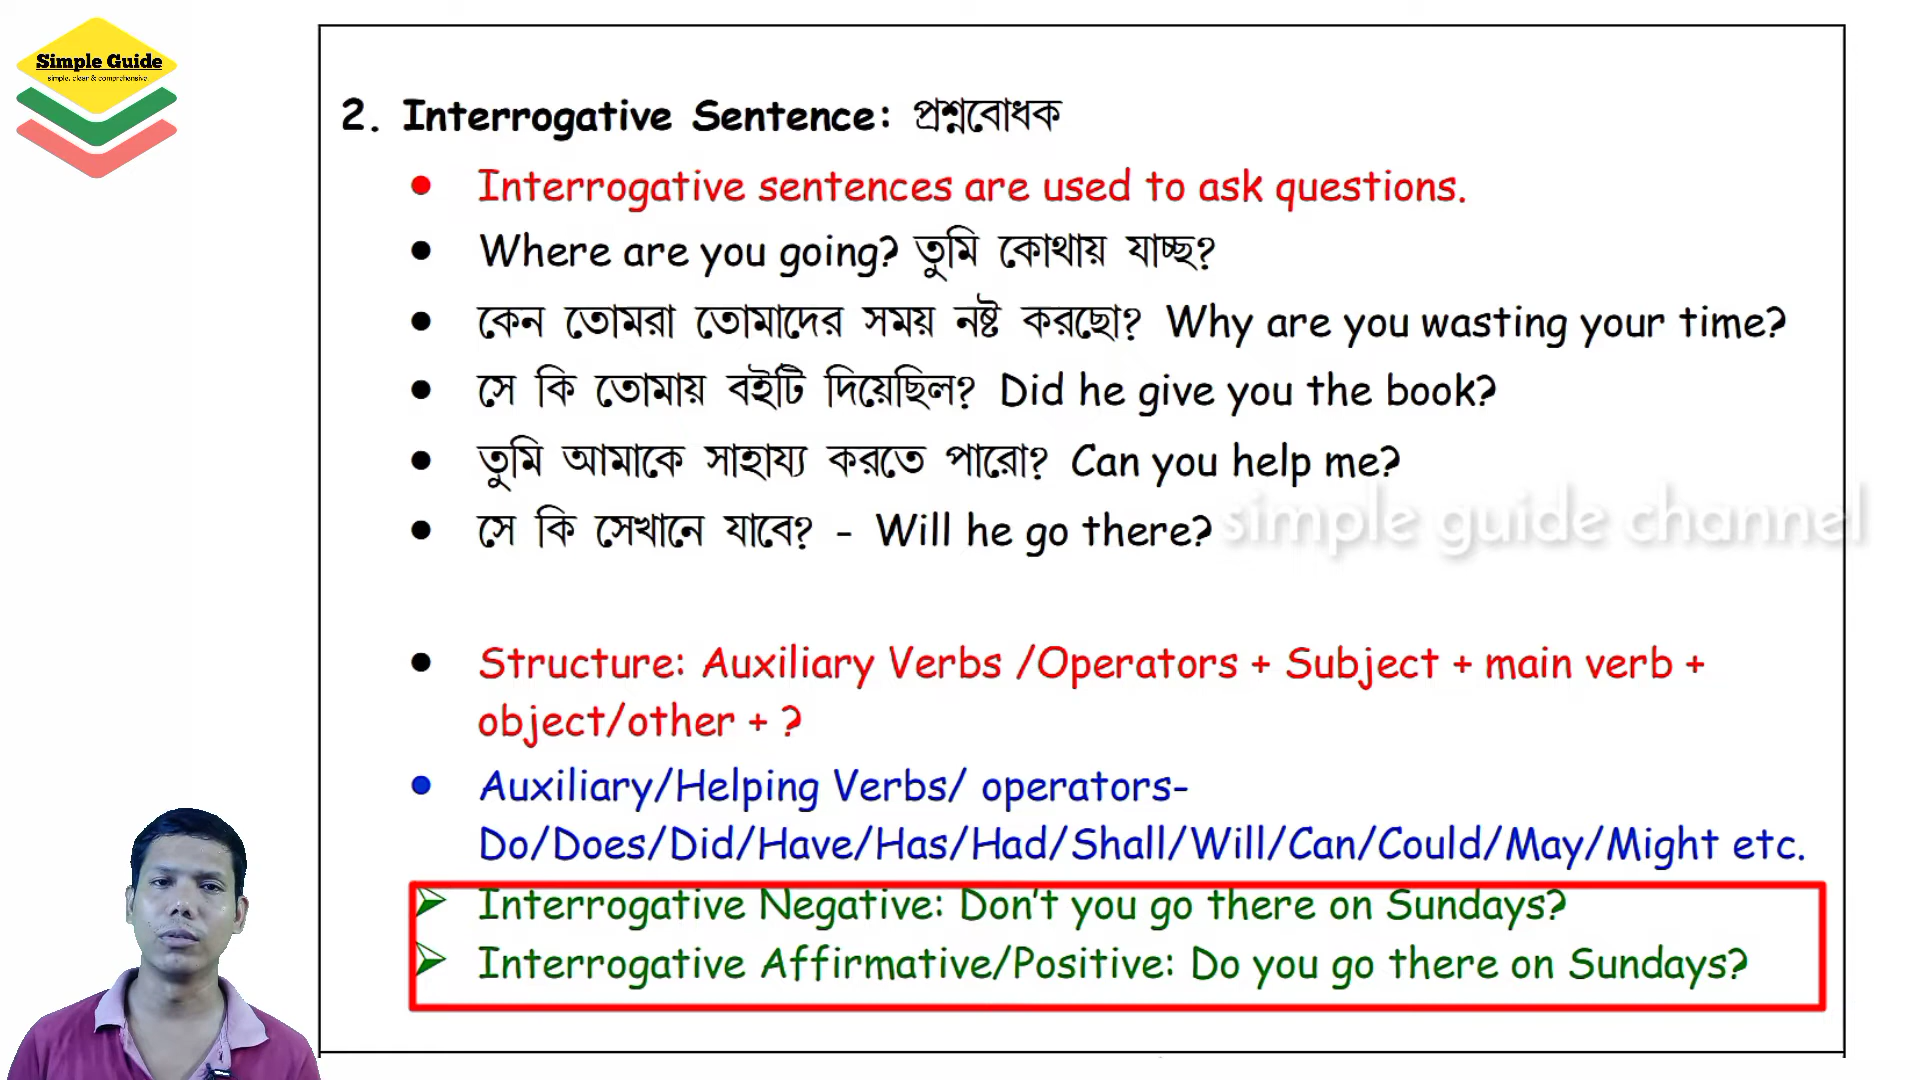 Simple Guide
simple, clear & comprehensive.
2. Interrogative Sentence: প্রশ্নবোধক
• Interrogative sentences are used to ask questions.
• Where are you going? তুমি কোথায় যাচ্ছ?
• কেন তোমরা তোমাদের সময় নষ্ট করছো? Why are you wasting your time?
• সে কি তোমায় বইটি দিয়েছিল? Did he give you the book?
• তুমি আমাকে সাহায্য করতে পারো? Can you help me?
• সে কি সেখানে যাবে? - Will he go there?
simple guide channel
• Structure: Auxiliary Verbs /Operators + Subject + main verb +
object/other + ?
• Auxiliary/Helping Verbs/ operators-
Do/Does/Did/Have/Has/Had/Shall/Will/Can/Could/May/Might etc.
➢ Interrogative Negative: Don't you go there on Sundays?
➢ Interrogative Affirmative/Positive: Do you go there on Sundays?